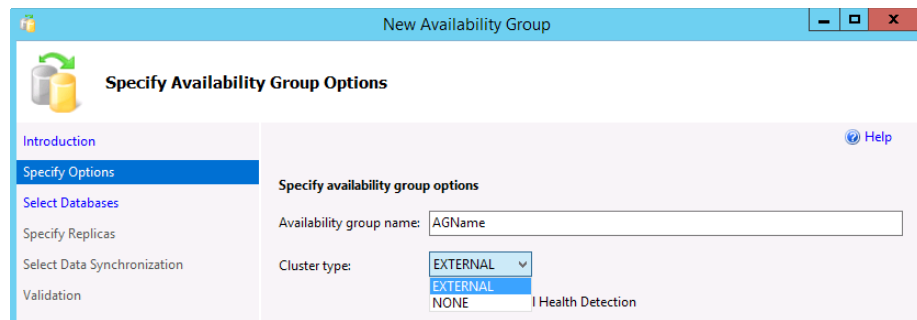 New Availability Group
Specify Availability Group Options
Help
Introduction
Specify Options
Select Databases
Specify Replicas
Select Data Synchronization
Validation
Specify availability group options
Availability group name: AGName
Cluster type: EXTERNAL
EXTERNAL
NONE
l Health Detection